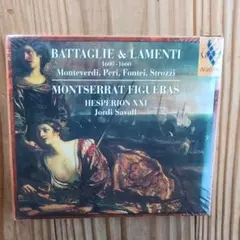 BATTAGLIE & LAMENTI
1600 - 1660
Monteverdi, Peri, Fontei, Strozzi
MONTSERRAT FIGUERAS
HESPÈRION XXI
Jordi Savall